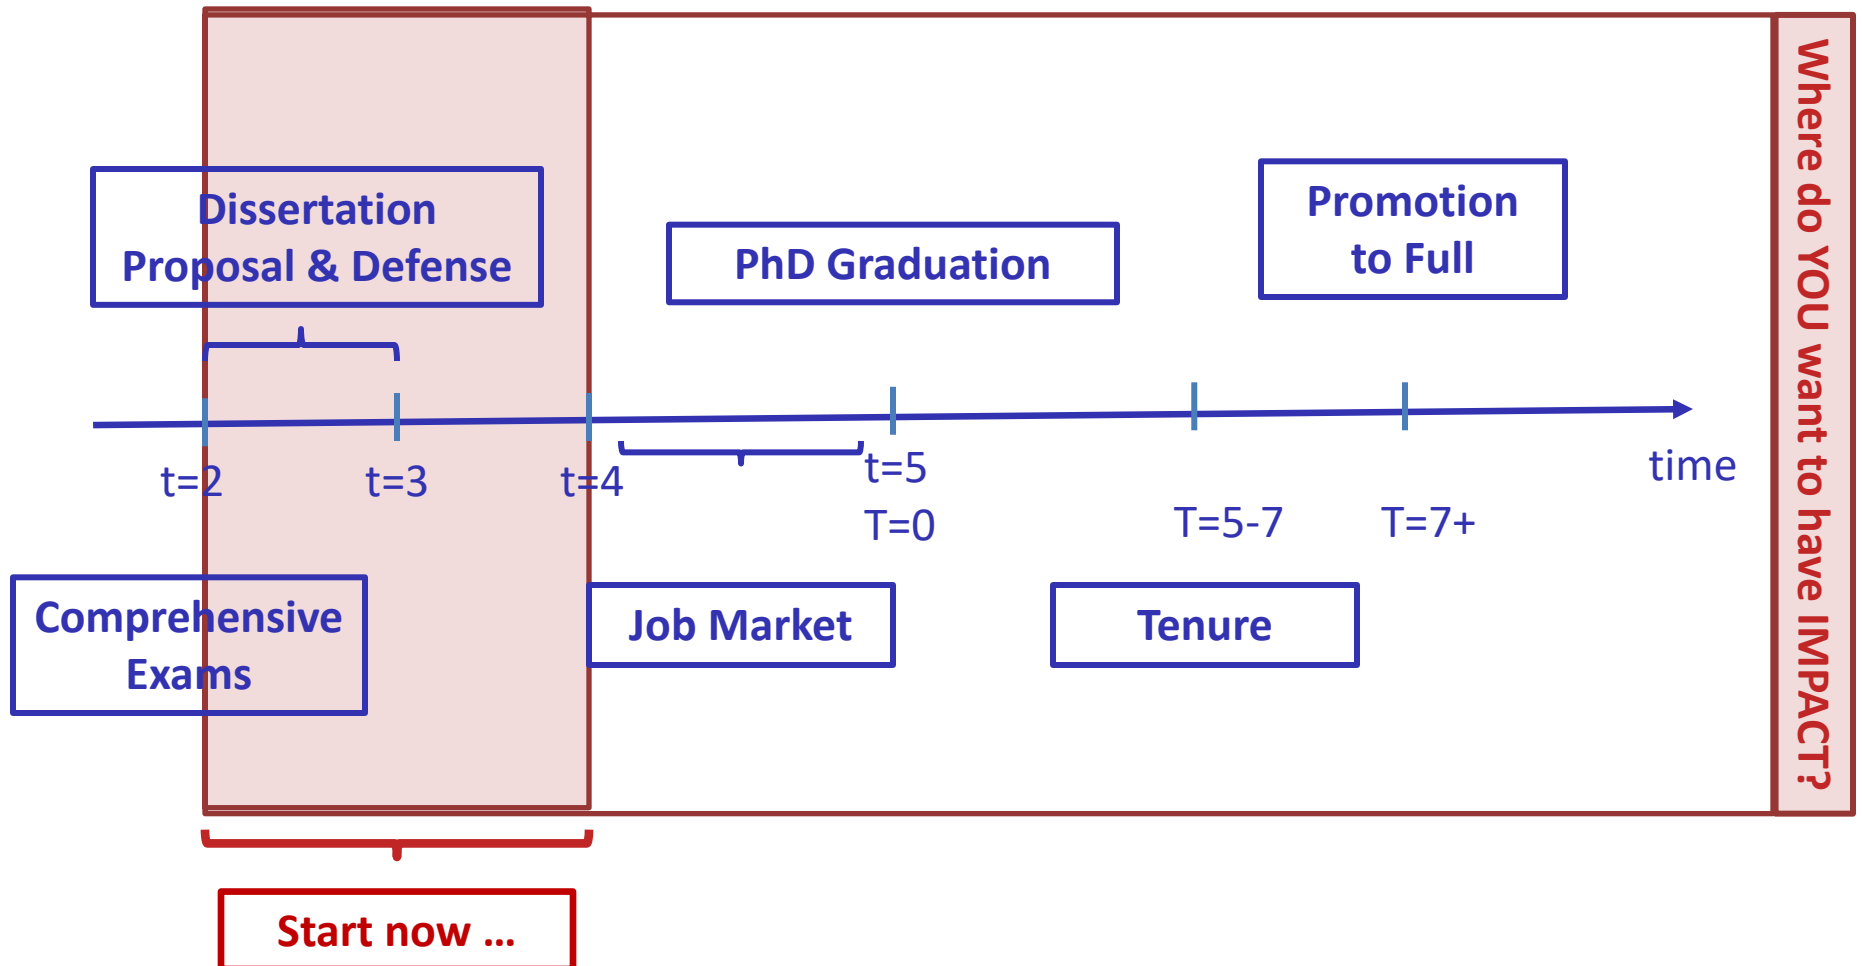 Dissertation
Proposal & Defense
PhD Graduation
Promotion
to Full
t=2
t=3
t=4
t=5
time
T=0
T=5-7
T=7+
Comprehensive
Exams
Job Market
Tenure
Where do YOU want to have IMPACT?
Start now ...